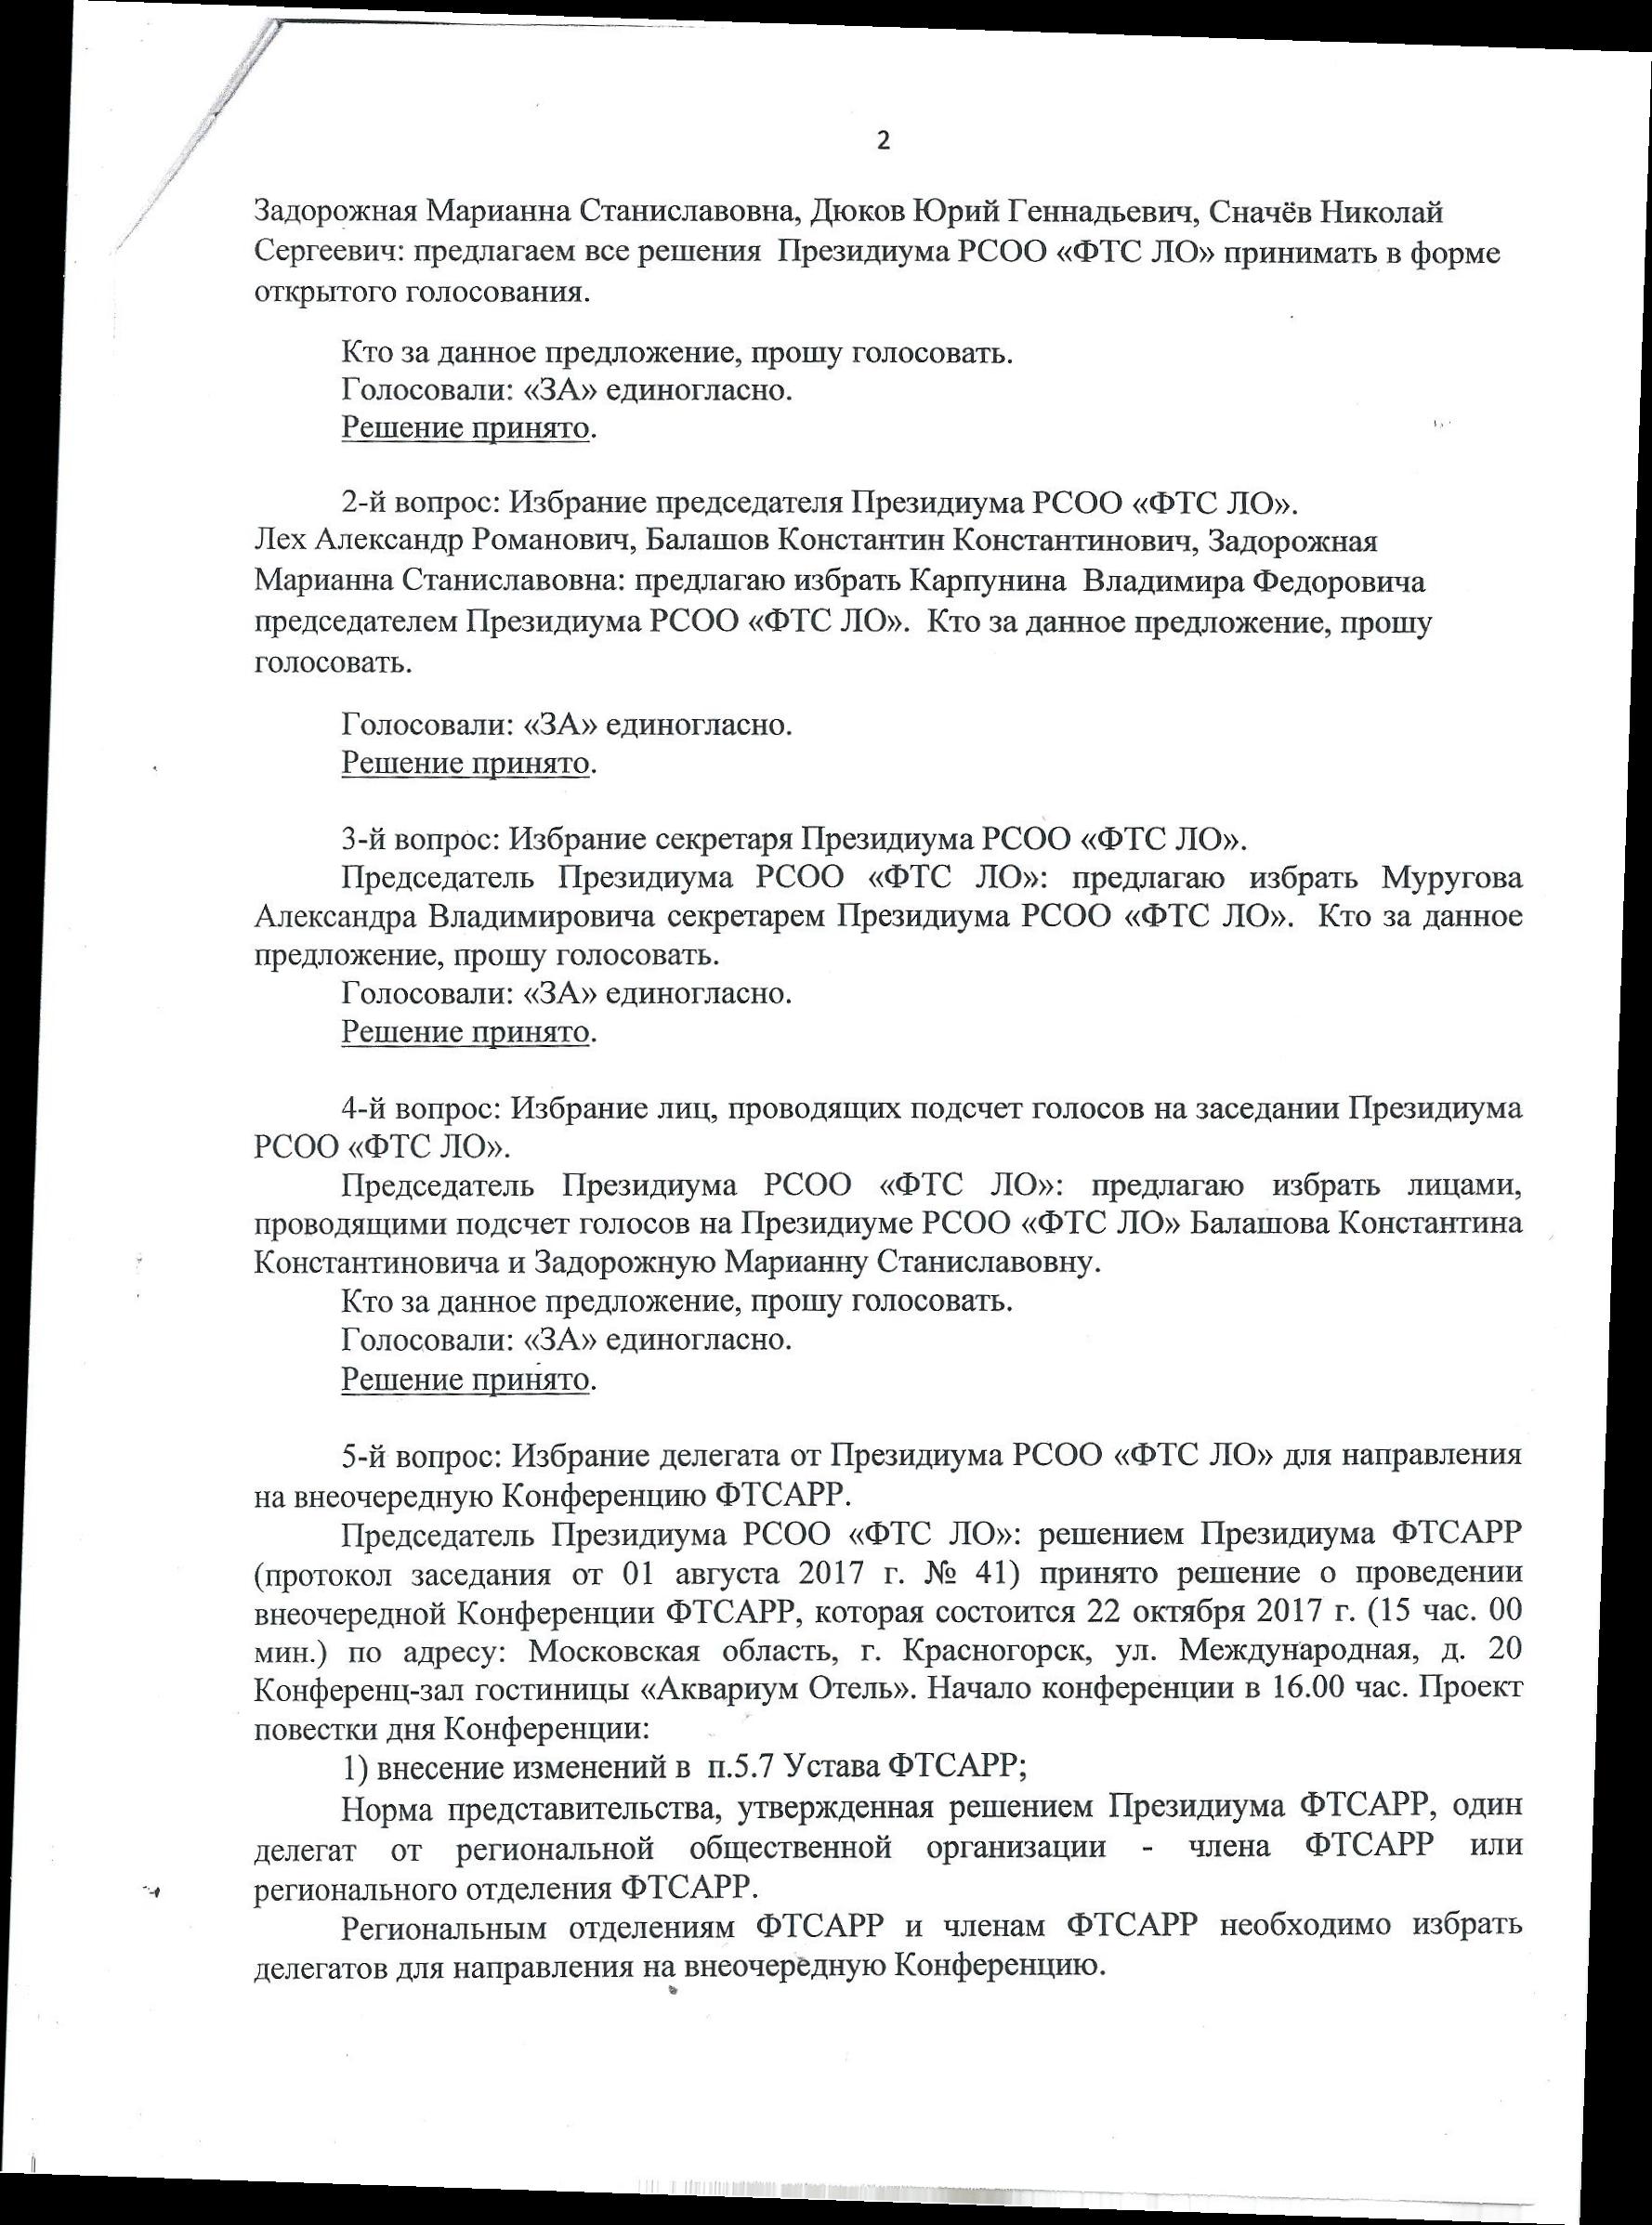 2
Задорожная Марианна Станиславовна, Дюков Юрий Геннадьевич, Сначёв Николай
Сергеевич: предлагаем все решения Президиума РСОО «ФТС ЛО» принимать в форме
открытого голосования.
Кто за данное предложение, прошу голосовать.
Голосовали: «ЗА» единогласно.
Решение принято.
2-й вопрос: Избрание председателя Президиума РСОО «ФТС ЛО».
Лех Александр Романович, Балашов Константин Константинович, Задорожная
Марианна Станиславовна: предлагаю избрать Карпунина Владимира Федоровича
председателем Президиума РСОО «ФТС ЛО». Кто за данное предложение, прошу
голосовать.
Голосовали: «ЗА» единогласно.
Решение принято.
3-й вопрос: Избрание секретаря Президиума РСОО «ФТС ЛО».
Председатель Президиума РСОО «ФТС ЛО»: предлагаю избрать Муругова
Александра Владимировича секретарем Президиума РСОО «ФТС ЛО». Кто за данное
предложение, прошу голосовать.
Голосовали: «ЗА» единогласно.
Решение принято.
4-й вопрос: Избрание лиц, проводящих подсчет голосов на заседании Президиума
РСОО «ФТС ЛО».
Председатель Президиума РСОО «ФТС ЛО»: предлагаю избрать лицами,
проводящими подсчет голосов на Президиуме РСОО «ФТС ЛО» Балашова Константина
Константиновича и Задорожную Марианну Станиславовну.
Кто за данное предложение, прошу голосовать.
Голосовали: «ЗА» единогласно.
Решение принято.
5-й вопрос: Избрание делегата от Президиума РСОО «ФТС ЛО» для направления
на внеочередную Конференцию ФТСАРР.
Председатель Президиума РСОО «ФТС ЛО»: решением Президиума ФТСАРР
(протокол заседания от 01 августа 2017 г. № 41) принято решение о проведении
внеочередной Конференции ФТСАРР, которая состоится 22 октября 2017 г. (15 час. 00
мин.) по адресу: Московская область, г. Красногорск, ул. Международная, д. 20
Конференц-зал гостиницы «Аквариум Отель». Начало конференции в 16.00 час. Проект
повестки дня Конференции:
1) внесение изменений в п.5.7 Устава ФТСАРР;
Норма представительства, утвержденная решением Президиума ФТСАРР, один
делегат от региональной общественной организации - члена ФТСАРР или
регионального отделения ФТСАРР.
Региональным отделениям ФТСАРР и членам ФТСАРР необходимо избрать
делегатов для направления на внеочередную Конференцию.